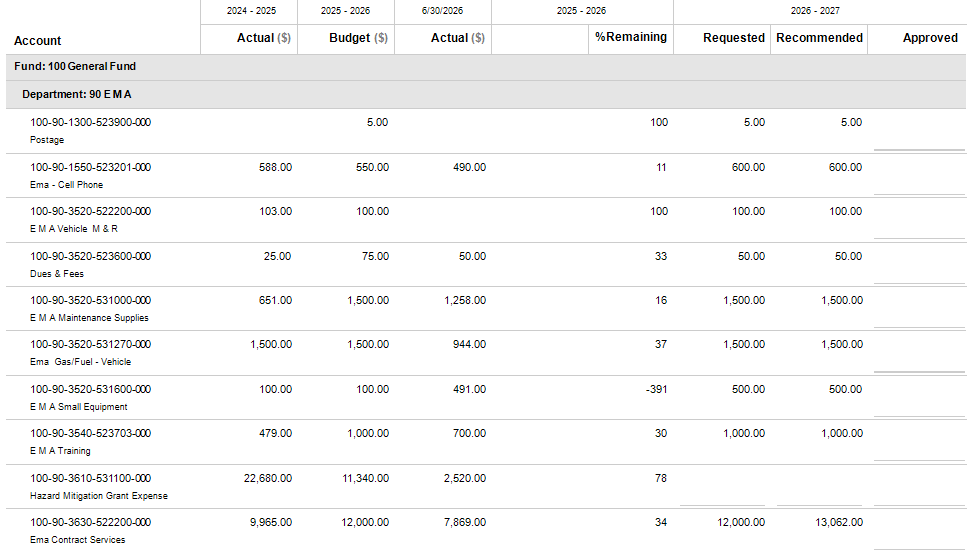 2024 - 2025 2025 - 2026 6/30/2026 2025 - 2026 2026 - 2027
Account Actual ($) Budget ($) Actual ($) %Remaining Requested Recommended Approved
Fund: 100 General Fund
Department: 90 E M A
100-90-1300-523900-000 5.00 100 5.00 5.00
Postage
100-90-1550-523201-000 588.00 550.00 490.00 11 600.00 600.00
Ema - Cell Phone
100-90-3520-522200-000 103.00 100.00 100 100.00 100.00
E M A Vehicle M & R
100-90-3520-523600-000 25.00 75.00 50.00 33 50.00 50.00
Dues & Fees
100-90-3520-531000-000 651.00 1,500.00 1,258.00 16 1,500.00 1,500.00
E M A Maintenance Supplies
100-90-3520-531270-000 1,500.00 1,500.00 944.00 37 1,500.00 1,500.00
Ema Gas/Fuel - Vehicle
100-90-3520-531600-000 100.00 100.00 491.00 -391 500.00 500.00
E M A Small Equipment
100-90-3540-523703-000 479.00 1,000.00 700.00 30 1,000.00 1,000.00
E M A Training
100-90-3610-531100-000 22,680.00 11,340.00 2,520.00 78
Hazard Mitigation Grant Expense
100-90-3630-522200-000 9,965.00 12,000.00 7,869.00 34 12,000.00 13,062.00
Ema Contract Services